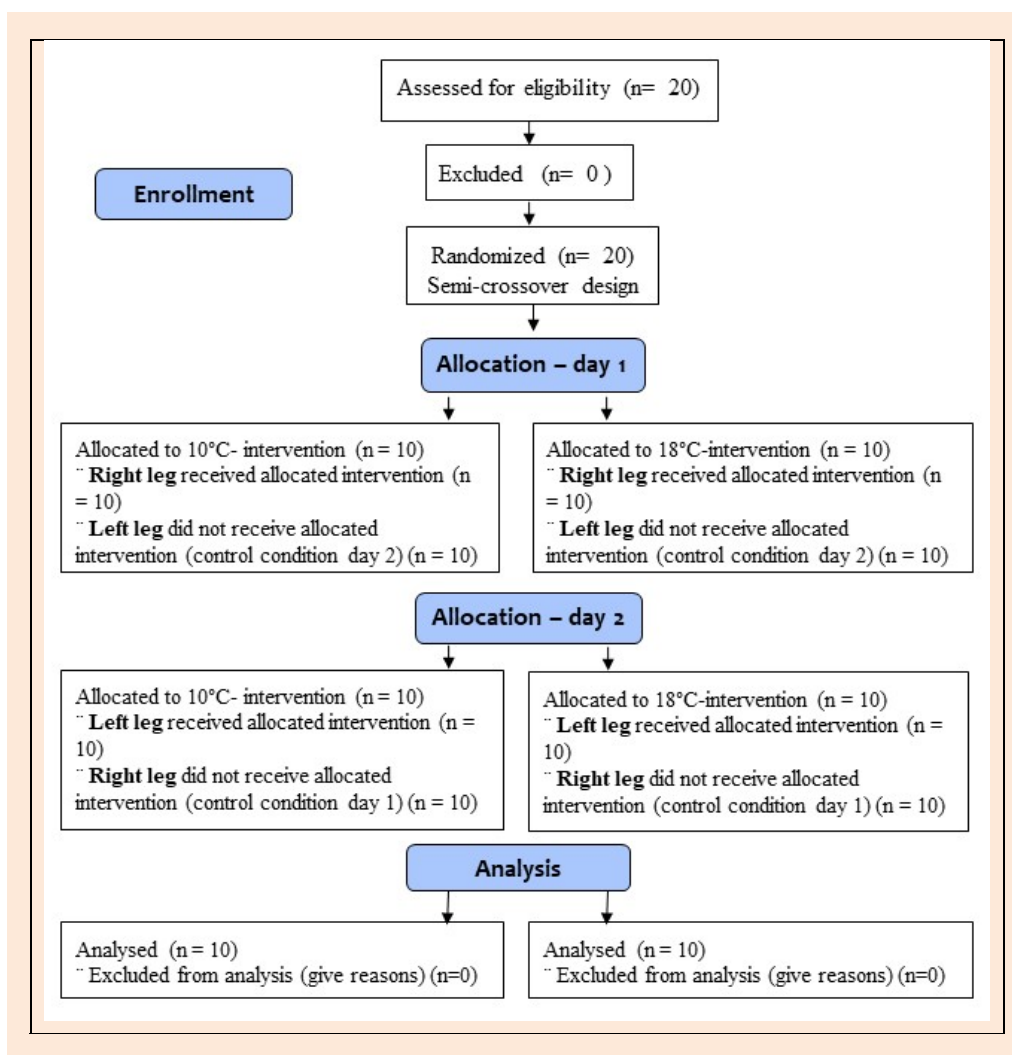 Assessed for eligibility (n= 20)
Excluded (n= 0 )
Enrollment
Randomized (n= 20)
Semi-crossover design
Allocation – day 1
Allocated to 10°C- intervention (n = 10)
¨ Right leg received allocated intervention (n
= 10)
¨ Left leg did not receive allocated
intervention (control condition day 2) (n = 10)
Allocated to 18°C-intervention (n = 10)
¨ Right leg received allocated intervention (n
= 10)
¨ Left leg did not receive allocated
intervention (control condition day 2) (n = 10)
Allocation – day 2
Allocated to 10°C- intervention (n = 10)
¨ Left leg received allocated intervention (n =
10)
¨ Right leg did not receive allocated
intervention (control condition day 1) (n = 10)
Allocated to 18°C-intervention (n = 10)
¨ Left leg received allocated intervention (n =
10)
¨ Right leg did not receive allocated
intervention (control condition day 1) (n = 10)
Analysis
Analysed (n = 10)
¨ Excluded from analysis (give reasons) (n=0)
Analysed (n = 10)
¨ Excluded from analysis (give reasons) (n=0)